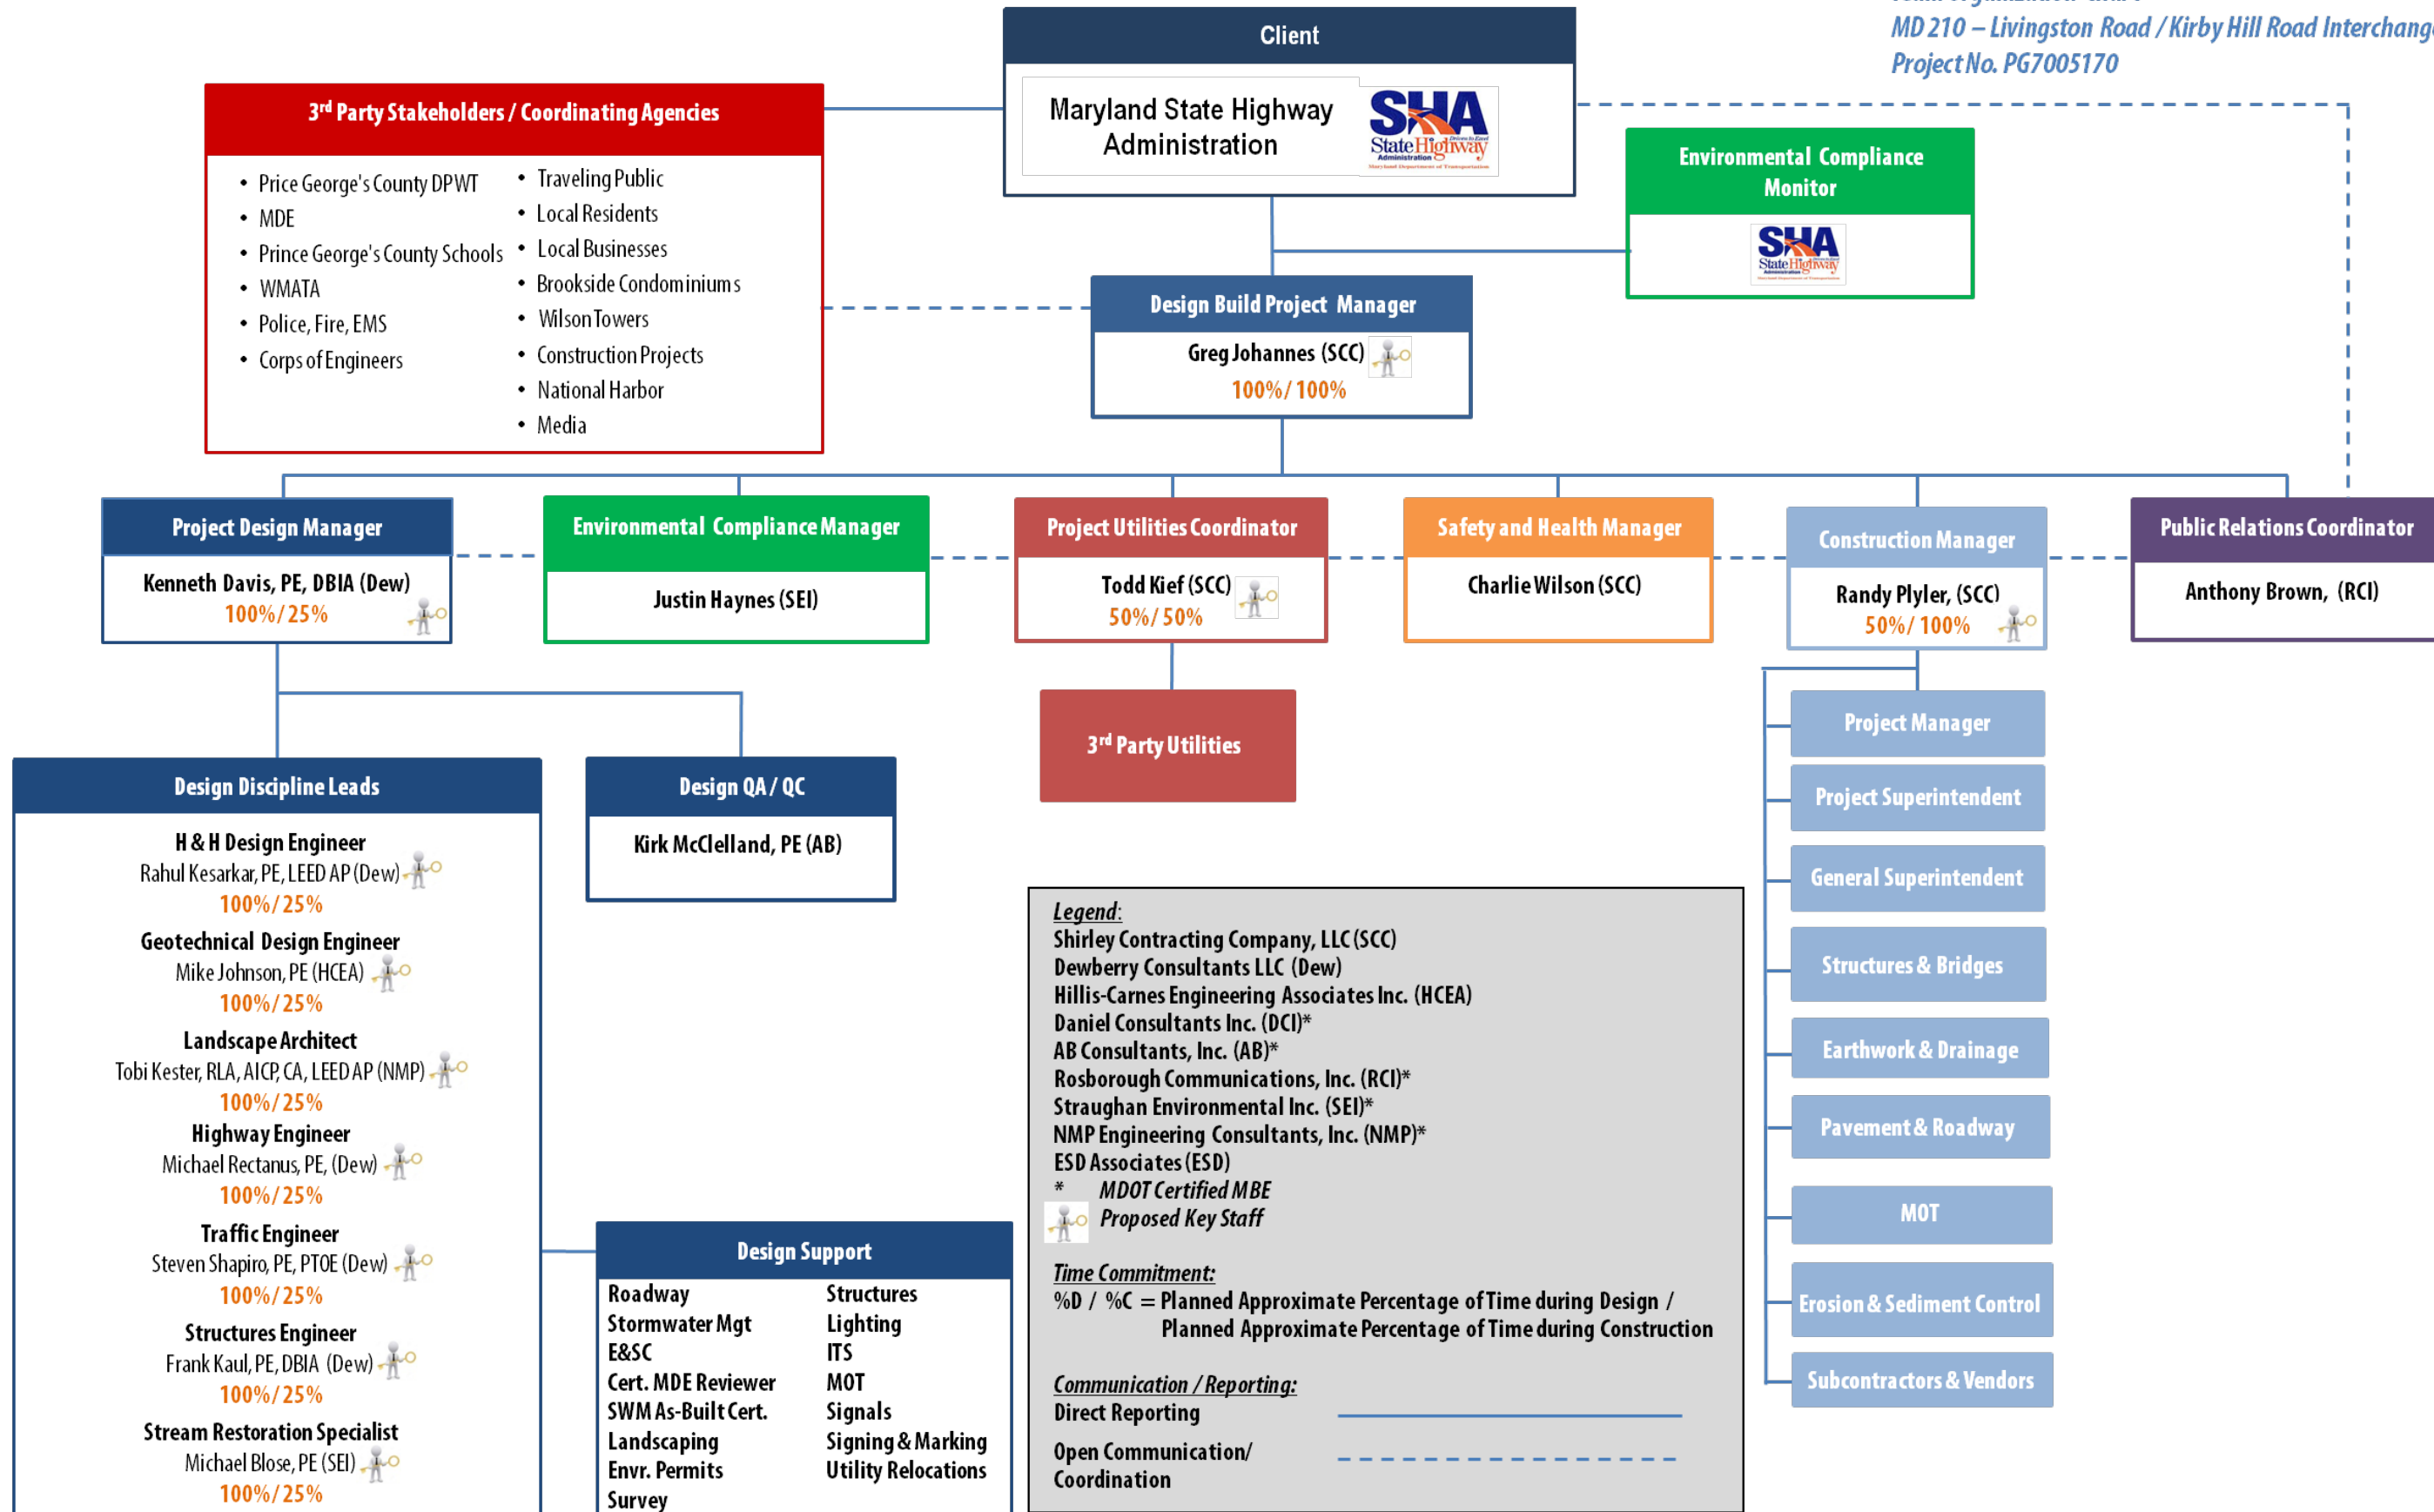 MD 210 – Livingston Road / Kirby Hill Road Interchang
Project No. PG7005170
Client
Maryland State Highway
Administration
SHA
State Highway
Administration
Maryland Department of Transportation
3rd Party Stakeholders / Coordinating Agencies
• Price George's County DPWT
• MDE
• Prince George's County Schools
• WMATA
• Police, Fire, EMS
• Corps of Engineers
• Traveling Public
• Local Residents
• Local Businesses
• Brookside Condominiums
• Wilson Towers
• Construction Projects
• National Harbor
• Media
Environmental Compliance
Monitor
SHA
State Highway
Administration
Design Build Project Manager
Greg Johannes (SCC)
100%/ 100%
Project Design Manager
Kenneth Davis, PE, DBIA (Dew)
100%/ 25%
Environmental Compliance Manager
Justin Haynes (SEI)
Project Utilities Coordinator
Todd Kief (SCC)
50%/ 50%
Safety and Health Manager
Charlie Wilson (SCC)
Construction Manager
Randy Plyler, (SCC)
50%/ 100%
Public Relations Coordinator
Anthony Brown, (RCI)
3rd Party Utilities
Project Manager
Project Superintendent
General Superintendent
Structures & Bridges
Earthwork & Drainage
Pavement & Roadway
MOT
Erosion & Sediment Control
Subcontractors & Vendors
Design Discipline Leads
H & H Design Engineer
Rahul Kesarkar, PE, LEED AP (Dew)
100%/ 25%
Geotechnical Design Engineer
Mike Johnson, PE (HCEA)
100%/ 25%
Landscape Architect
Tobi Kester, RLA, AICP, CA, LEED AP (NMP)
100%/ 25%
Highway Engineer
Michael Rectanus, PE, (Dew)
100%/ 25%
Traffic Engineer
Steven Shapiro, PE, PTOE (Dew)
100%/ 25%
Structures Engineer
Frank Kaul, PE, DBIA (Dew)
100%/ 25%
Stream Restoration Specialist
Michael Blose, PE (SEI)
100%/ 25%
Design QA / QC
Kirk McClelland, PE (AB)
Design Support
Roadway
Stormwater Mgt
E&SC
Cert. MDE Reviewer
SWM As-Built Cert.
Landscaping
Envr. Permits
Survey
Structures
Lighting
ITS
MOT
Signals
Signing & Marking
Utility Relocations
Legend:
Shirley Contracting Company, LLC (SCC)
Dewberry Consultants LLC (Dew)
Hillis-Carnes Engineering Associates Inc. (HCEA)
Daniel Consultants Inc. (DCI)*
AB Consultants, Inc. (AB)*
Rosborough Communications, Inc. (RCI)*
Straughan Environmental Inc. (SEI)*
NMP Engineering Consultants, Inc. (NMP)*
ESD Associates (ESD)
* MDOT Certified MBE
Proposed Key Staff
Time Commitment:
%D / %C = Planned Approximate Percentage of Time during Design /
Planned Approximate Percentage of Time during Construction
Communication / Reporting:
Direct Reporting
Open Communication/
Coordination